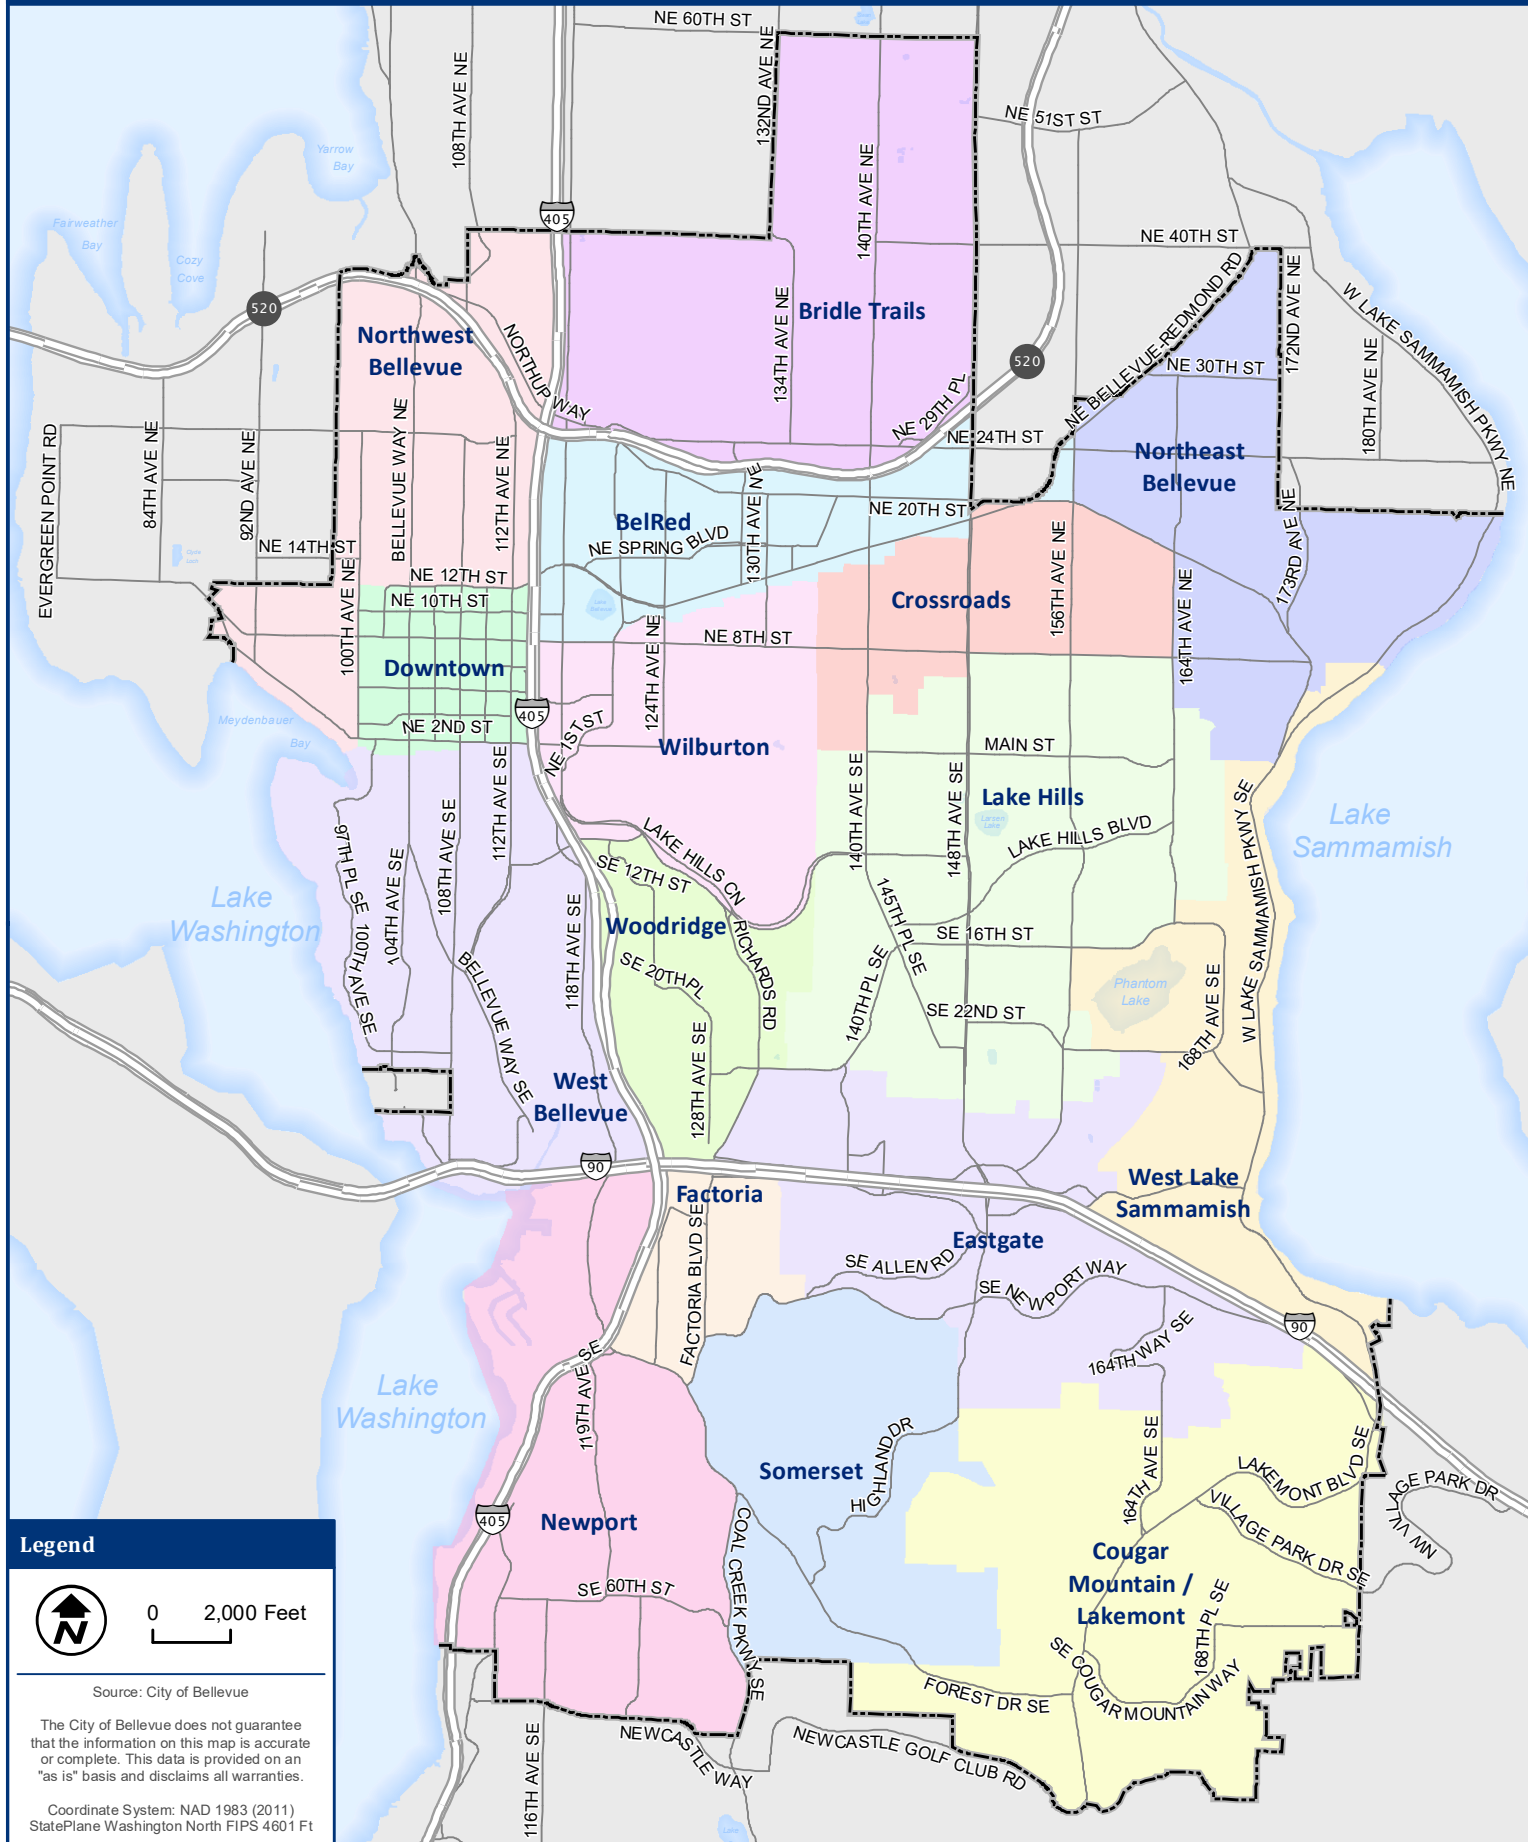 NE 60TH ST
132ND AVE NE
108TH AVE NE
NE 51ST ST
Yarrow
Bay
140TH AVE NE
405
Fairweather
Bay
NE 40TH ST
Cozy
Cove
172ND AVE NE
W LAKE SAMMAMISH PKWY NE
520
Bridle Trails
NE BELLEVUE-REDMOND RD
Northwest
Bellevue
NORTHUP WAY
134TH AVE NE
520
NE 30TH ST
180TH AVE NE
NE 29TH PL
BELLEVUE WAY NE
NE 24TH ST
84TH AVE NE
92ND AVE NE
112TH AVE NE
EVERGREEN POINT RD
Northeast
Bellevue
130TH AVE NE
NE 20TH ST
BelRed
NE SPRING BLVD
NE 14TH ST
156TH AVE NE
173RD AVE NE
NE 12TH ST
NE 10TH ST
100TH AVE NE
Lake
Bellevue
Crossroads
164TH AVE NE
124TH AVE NE
NE 8TH ST
Downtown
Meydenbauer
Bay
NE 2ND ST
405
NE 1ST ST
Wilburton
MAIN ST
112TH AVE SE
140TH AVE SE
148TH AVE SE
Lake Hills
Larsen
Lake
LAKE HILLS BLVD
W LAKE SAMMAMISH PKWY SE
Lake
Sammamish
97TH PL SE
104TH AVE SE
108TH AVE SE
LAKE HILLS CN
SE 12TH ST
Lake
Washington
100TH AVE SE
118TH AVE SE
Woodridge
RICHARDS RD
145TH PL SE
SE 16TH ST
BELLEVUE WAY SE
SE 20TH PL
140TH PL SE
Phantom
Lake
168TH AVE SE
SE 22ND ST
128TH AVE SE
West
Bellevue
90
Factoria
West Lake
Sammamish
FACTORIA BLVD SE
Eastgate
SE ALLEN RD
SE NEWPORT WAY
90
164TH WAY SE
119TH AVE SE
Lake
Washington
HIGHLAND DR
Somerset
164TH AVE SE
LAKEMONT BLVD SE
NW VILLAGE PARK DR
VILLAGE PARK DR SE
405
Newport
COAL CREEK PKWY SE
Cougar
Mountain /
Lakemont
SE 60TH ST
168TH PL SE
SE COUGAR MOUNTAIN WAY
FOREST DR SE
116TH AVE SE
NEWCASTLE WAY
NEWCASTLE GOLF CLUB RD
Lake
Legend
N
0 2,000 Feet
Source: City of Bellevue
The City of Bellevue does not guarantee
that the information on this map is accurate
or complete. This data is provided on an
"as is" basis and disclaims all warranties.
Coordinate System: NAD 1983 (2011)
StatePlane Washington North FIPS 4601 Ft